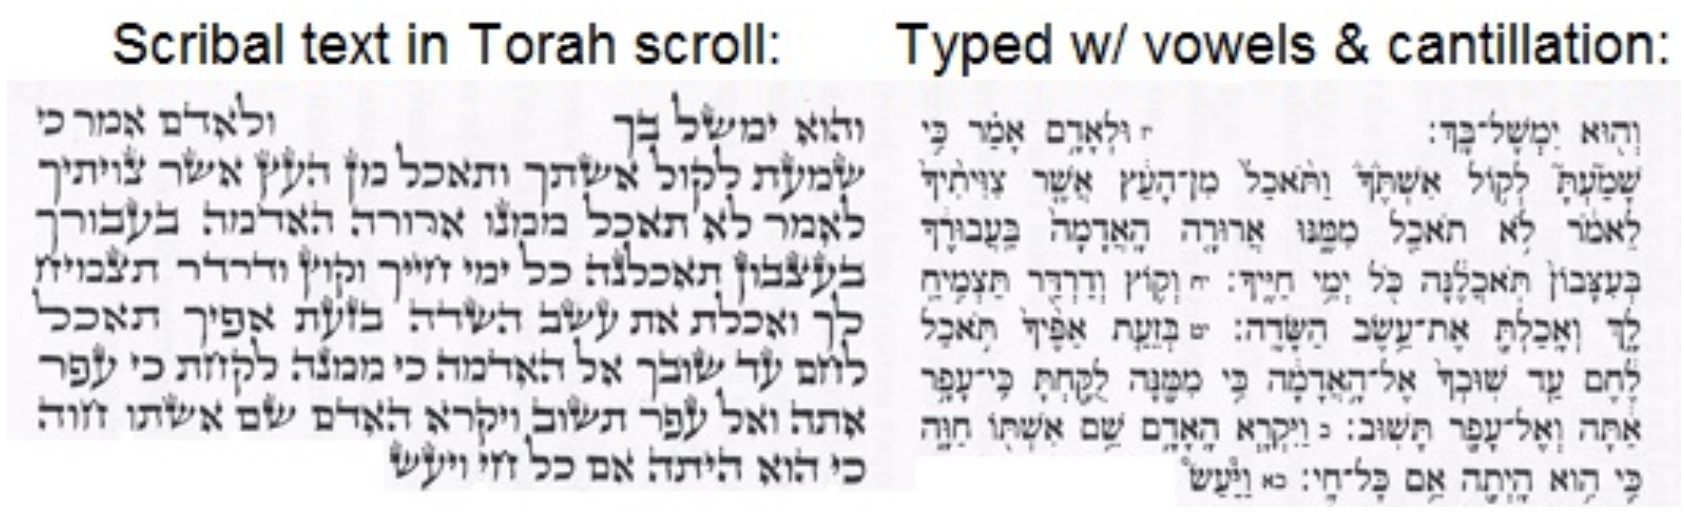 Scribal text in Torah scroll:
והוא ימשל בך ולאדם אמר כי
שמעת לקול אשתך ותאכל מן העץ אשר צויתיך
לאמר לא תאכל ממנו ארורה האדמה בעבורך
בעצבון תאכלנה כל ימי חייך וקוץ ודרדר תצמיח
לך ואכלת את עשב השדה בזעת אפיך תאכל
לחם עד שובך אל האדמה כי ממנה לקחת כי עפר
אתה ואל עפר תשוב ויקרא האדם שם אשתו חוה
כי הוא היתה אם כל חי ויעש
Typed w/ vowels & cantillation:
וְה֖וּא יִמְשָׁל־בָּֽךְ׃ יז וּלְאָדָ֣ם אָמַ֗ר כִּֽי
שָׁמַ֘עְתָּ֮ לְק֣וֹל אִשְׁתֶּ֒ךָ֒ וַתֹּ֙אכַל֙ מִן־הָעֵ֔ץ אֲשֶׁ֤ר צִוִּיתִ֙יךָ֙
לֵאמֹ֔ר לֹ֥א תֹאכַ֖ל מִמֶּ֑נּוּ אֲרוּרָ֤ה הָֽאֲדָמָה֙ בַּֽעֲבוּרֶ֔ךָ
בְּעִצָּבוֹן֙ תֹּֽאכֲלֶ֔נָּה כֹּ֖ל יְמֵ֥י חַיֶּֽיךָ׃ יח וְק֥וֹץ וְדַרְדַּ֖ר תַּצְמִ֣יחַֽ
לָ֑ךְ וְאָכַלְתָּ֖ אֶת־עֵ֥שֶׂב הַשָּׂדֶֽה׃ יט בְּזֵעַ֤ת אַפֶּ֙יךָ֙ תֹּ֣אכַל
לֶ֔חֶם עַ֤ד שֽׁוּבְךָ֙ אֶל־הָ֣אֲדָמָ֔ה כִּ֥י מִמֶּ֖נָּה לֻקָּ֑חְתָּ כִּֽי־עָפָ֣ר
אַ֔תָּה וְאֶל־עָפָ֖ר תָּשֽׁוּב׃ כ וַיִּקְרָ֧א הָֽאָדָ֛ם שֵׁ֥ם אִשְׁתּ֖וֹ חַוָּ֑ה
כִּ֛י הִ֥וא הָֽיְתָ֖ה אֵ֥ם כָּל־חָֽי׃ כא וַיַּ֩עַשׂ֩